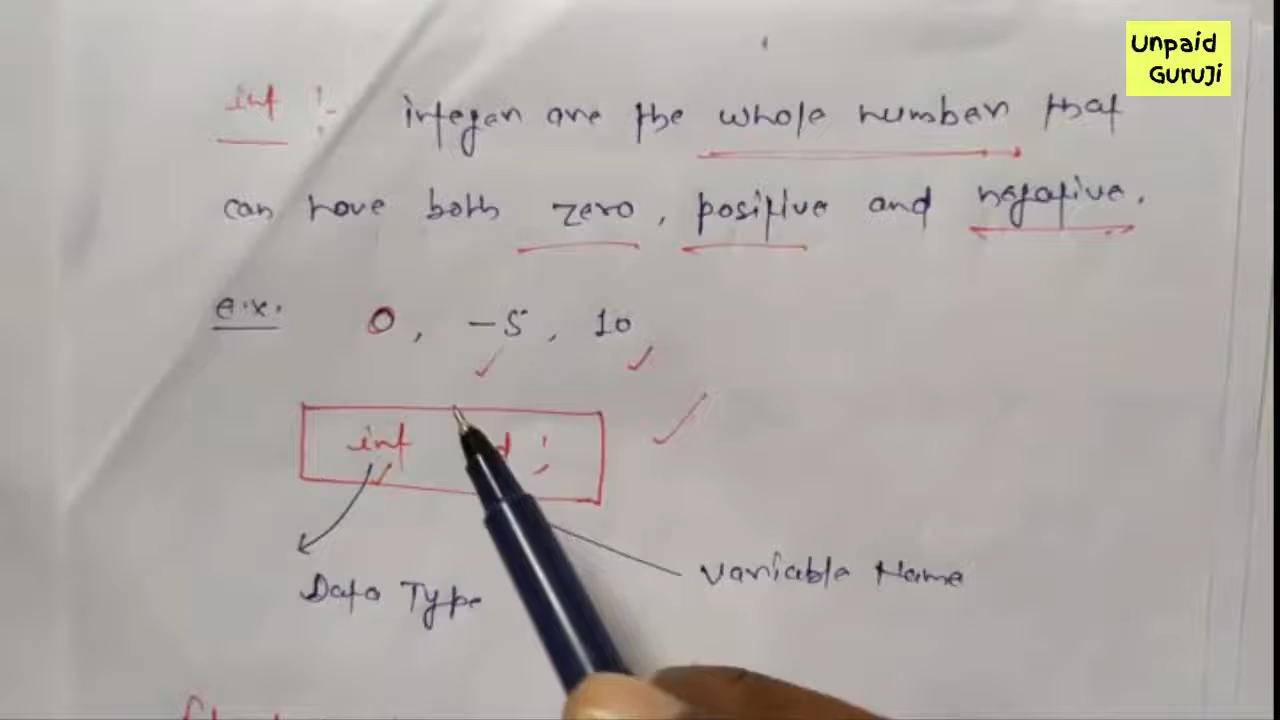 Unpaid
GuruJi
int :- integer are the whole number that
can have both zero, positive and negative.
e.x. 0, -5, 10
int ;
Data Type
Variable Name